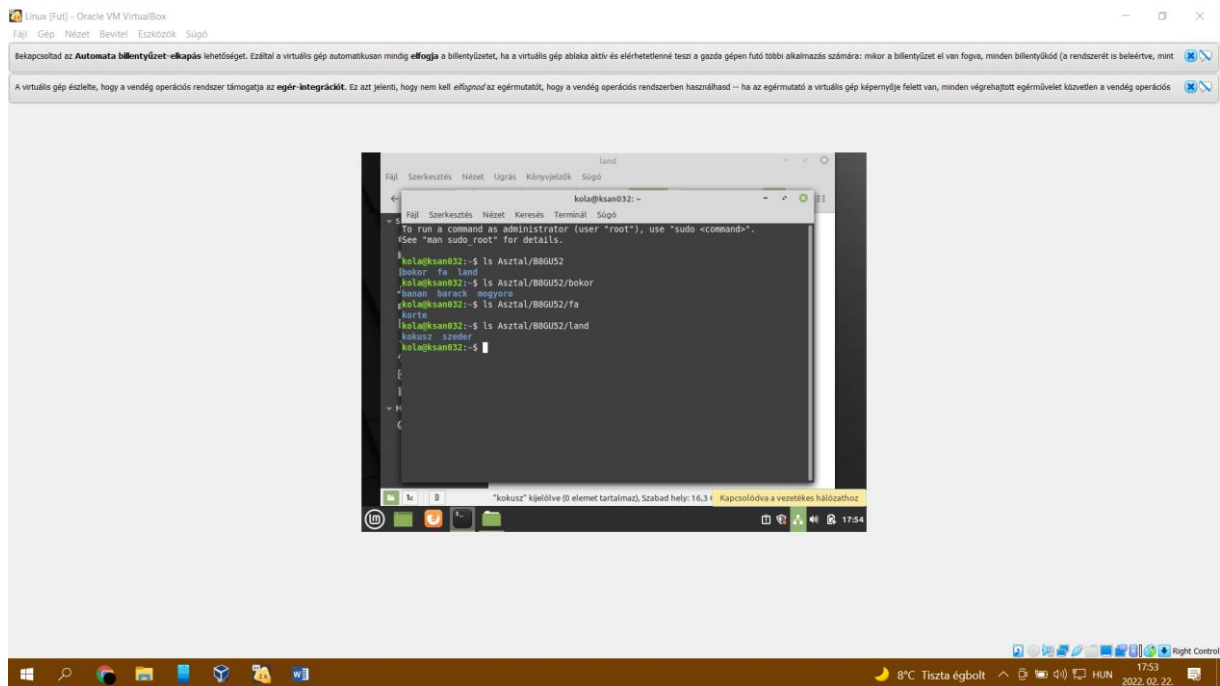 Linux [Fut] - Oracle VM VirtualBox
Fájl Gép Nézet Bevitel Eszközök Súgó
Bekapcsoltad az Automata billentyűzet-elkapás lehetőséget. Ezáltal a virtuális gép automatikusan mindig elfogja a billentyűzetet, ha a virtuális gép ablaka aktív és elérhetetlenné teszi a gazda gépen futó többi alkalmazás számára: mikor a billentyűzet el van fogva, minden billentyűkód (a rendszerét is beleértve, mint
A virtuális gép észlelte, hogy a vendég operációs rendszer támogatja az egér-integrációt. Ez azt jelenti, hogy nem kell elfognod az egérmutatót, hogy a vendég operációs rendszerben használhasd -- ha az egérmutató a virtuális gép képernyője felett van, minden végrehajtott egérművelet közvetlen a vendég operációs
land
Fájl Szerkesztés Nézet Ugrás Könyvjelzők Súgó
kola@ksan032: ~
Fájl Szerkesztés Nézet Keresés Terminál Súgó
To run a command as administrator (user "root"), use "sudo <command>".
See "man sudo_root" for details.
kola@ksan032:~$ ls Asztal/B8GU52
bokor fa land
kola@ksan032:~$ ls Asztal/B8GU52/bokor
banan barack mogyoro
kola@ksan032:~$ ls Asztal/B8GU52/fa
korte
kola@ksan032:~$ ls Asztal/B8GU52/land
kokusz szeder
kola@ksan032:~$
"kokusz" kijelölve (0 elemet tartalmaz), Szabad hely: 16,3
Kapcsolódva a vezetékes hálózathoz
17:54
Right Control
8°C Tiszta égbolt
HUN
17:53
2022. 02. 22.